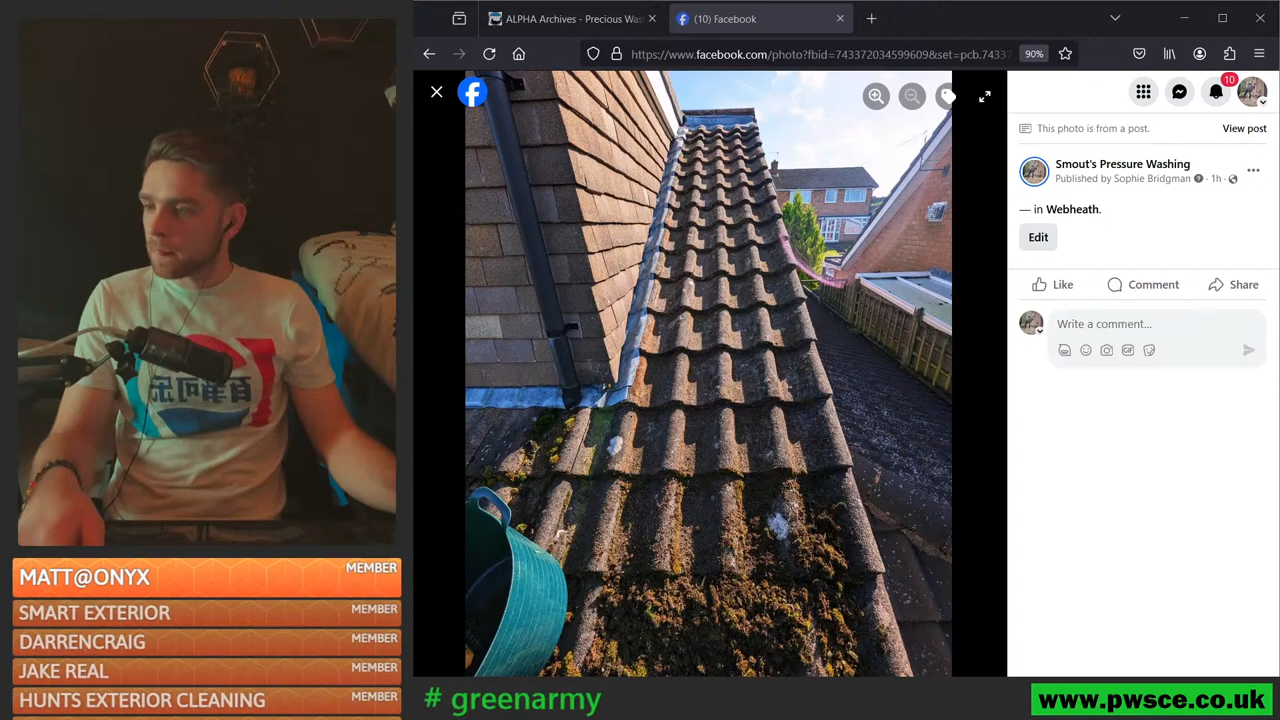 ALPHA Archives - Precious Was
(10) Facebook
https://www.facebook.com/photo?fbid=7433720345996098&set=pcb.74337
90%
10
This photo is from a post.
View post
Smout's Pressure Washing
Published by Sophie Bridgman · 1h ·
— in Webheath.
Edit
Like
Comment
Share
Write a comment...
GIF
MATT@ONYX
MEMBER
SMART EXTERIOR
MEMBER
DARRENCRAIG
MEMBER
JAKE REAL
MEMBER
HUNTS EXTERIOR CLEANING
MEMBER
# greenarmy
www.pwsce.co.uk